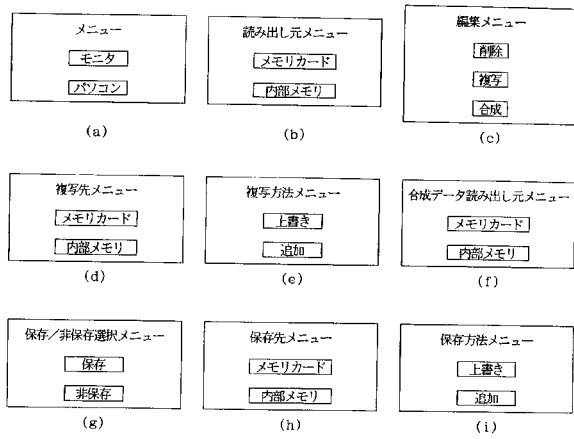 メニュー
モニタ
パソコン
(a)
読み出し元メニュー
メモリカード
内部メモリ
(b)
編集メニュー
削除
複写
合成
(c)
複写先メニュー
メモリカード
内部メモリ
(d)
複写方法メニュー
上書き
追加
(e)
合成データ読み出し元メニュー
メモリカード
内部メモリ
(f)
保存/非保存選択メニュー
保存
非保存
(g)
保存先メニュー
メモリカード
内部メモリ
(h)
保存方法メニュー
上書き
追加
(i)